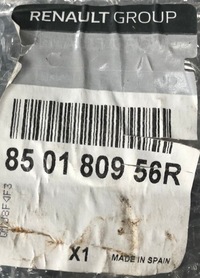 RENAULT GROUP
85 01 809 56R
X1
MADE IN SPAIN